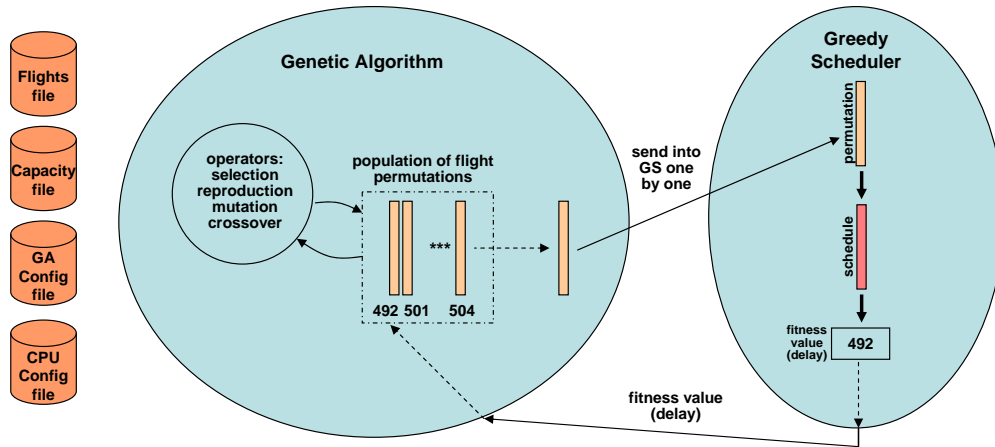 Flights
file
Capacity
file
GA
Config
file
CPU
Config
file
Genetic Algorithm
operators:
selection
reproduction
mutation
crossover
population of flight
permutations
***
492 501 504
send into
GS one
by one
Greedy
Scheduler
permutation
schedule
fitness
value
(delay)
492
fitness value
(delay)